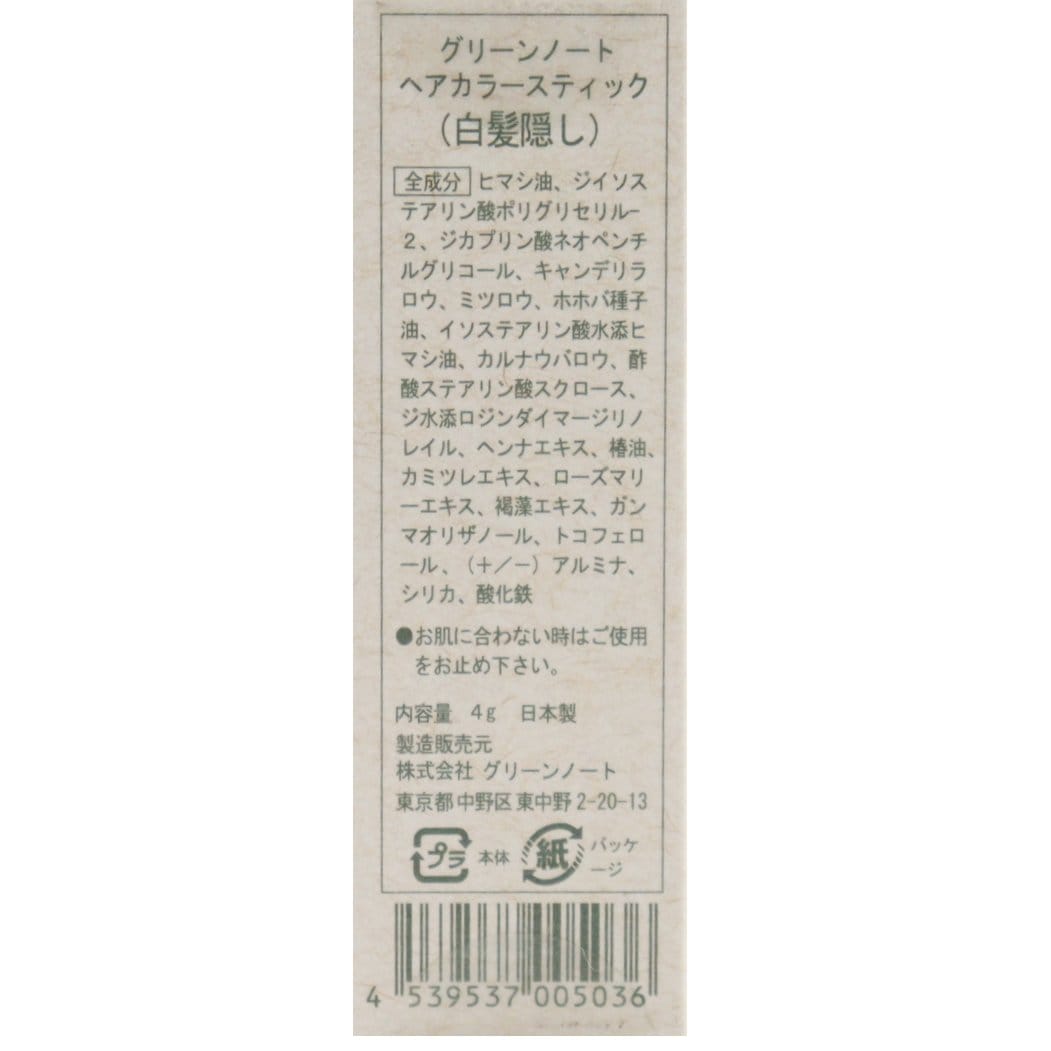 グリーンノート
ヘアカラースティック
（白髪隠し）
全成分 ヒマシ油、ジイソス
テアリン酸ポリグリセリル-
２、ジカプリン酸ネオペンチ
ルグリコール、キャンデリラ
ロウ、ミツロウ、ホホバ種子
油、イソステアリン酸水添ヒ
マシ油、カルナウバロウ、酢
酸ステアリン酸スクロース、
ジ水添ロジンダイマージリノ
レイル、ヘンナエキス、椿油、
カミツレエキス、ローズマリ
ーエキス、褐藻エキス、ガン
マオリザノール、トコフェロ
ール、（＋／－）アルミナ、
シリカ、酸化鉄
●お肌に合わない時はご使用
をお止め下さい。
内容量 4g 日本製
製造販売元
株式会社 グリーンノート
東京都中野区東中野2-20-13
プラ 本体 紙 パッケ
ージ
4 539537 005036